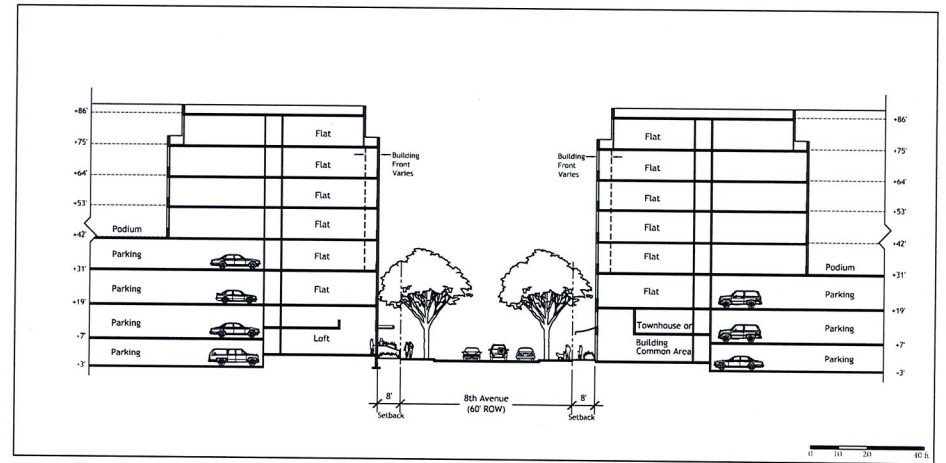 +86'
+75'
+64'
+53'
+42'
+31'
+19'
+7'
+3'
Podium
Parking
Parking
Parking
Parking
Flat
Flat
Flat
Flat
Flat
Flat
Loft
Building
Front
Varies
Building
Front
Varies
Flat
Flat
Flat
Flat
Flat
Flat
Townhouse or
Building
Common Area
Podium
Parking
Parking
Parking
+86'
+75'
+64'
+53'
+42'
+31'
+19'
+7'
+3'
8'
Setback
8th Avenue
(60' ROW)
8'
Setback
0 10 20 40 ft